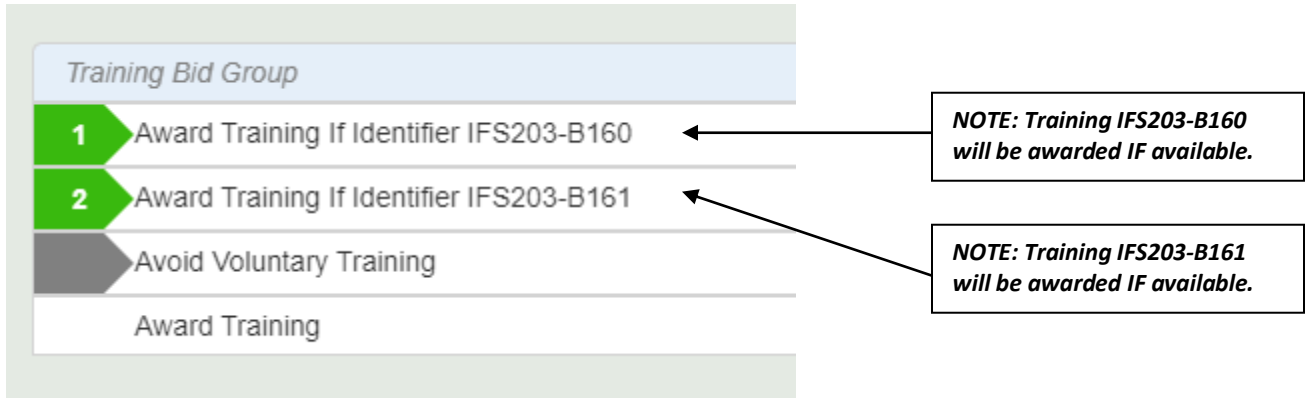 Training Bid Group
1 Award Training If Identifier IFS203-B160
NOTE: Training IFS203-B160
will be awarded IF available.
2 Award Training If Identifier IFS203-B161
Avoid Voluntary Training
NOTE: Training IFS203-B161
will be awarded IF available.
Award Training